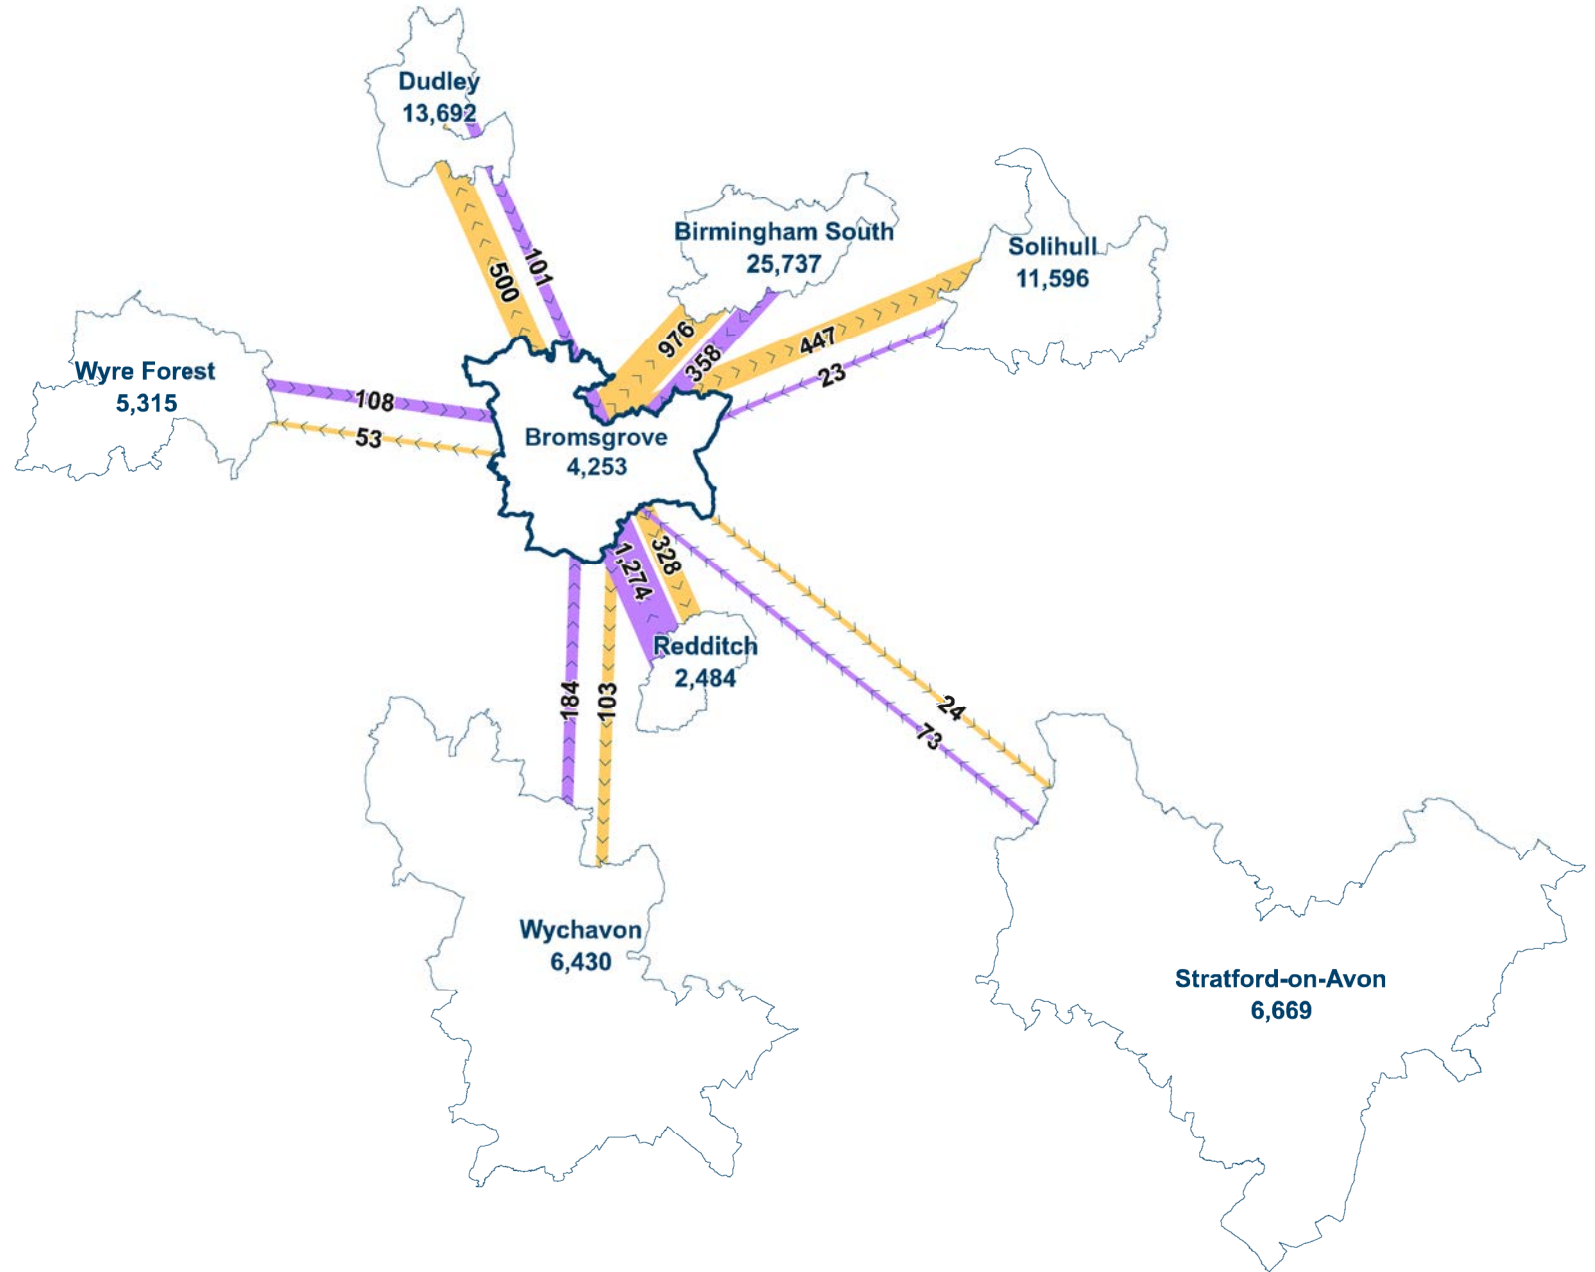 Dudley
13,692
Birmingham South
25,737
Solihull
11,596
101
500
976
358
447
23
Wyre Forest
5,315
108
53
Bromsgrove
4,253
328
1,274
Redditch
2,484
184
103
24
73
Wychavon
6,430
Stratford-on-Avon
6,669